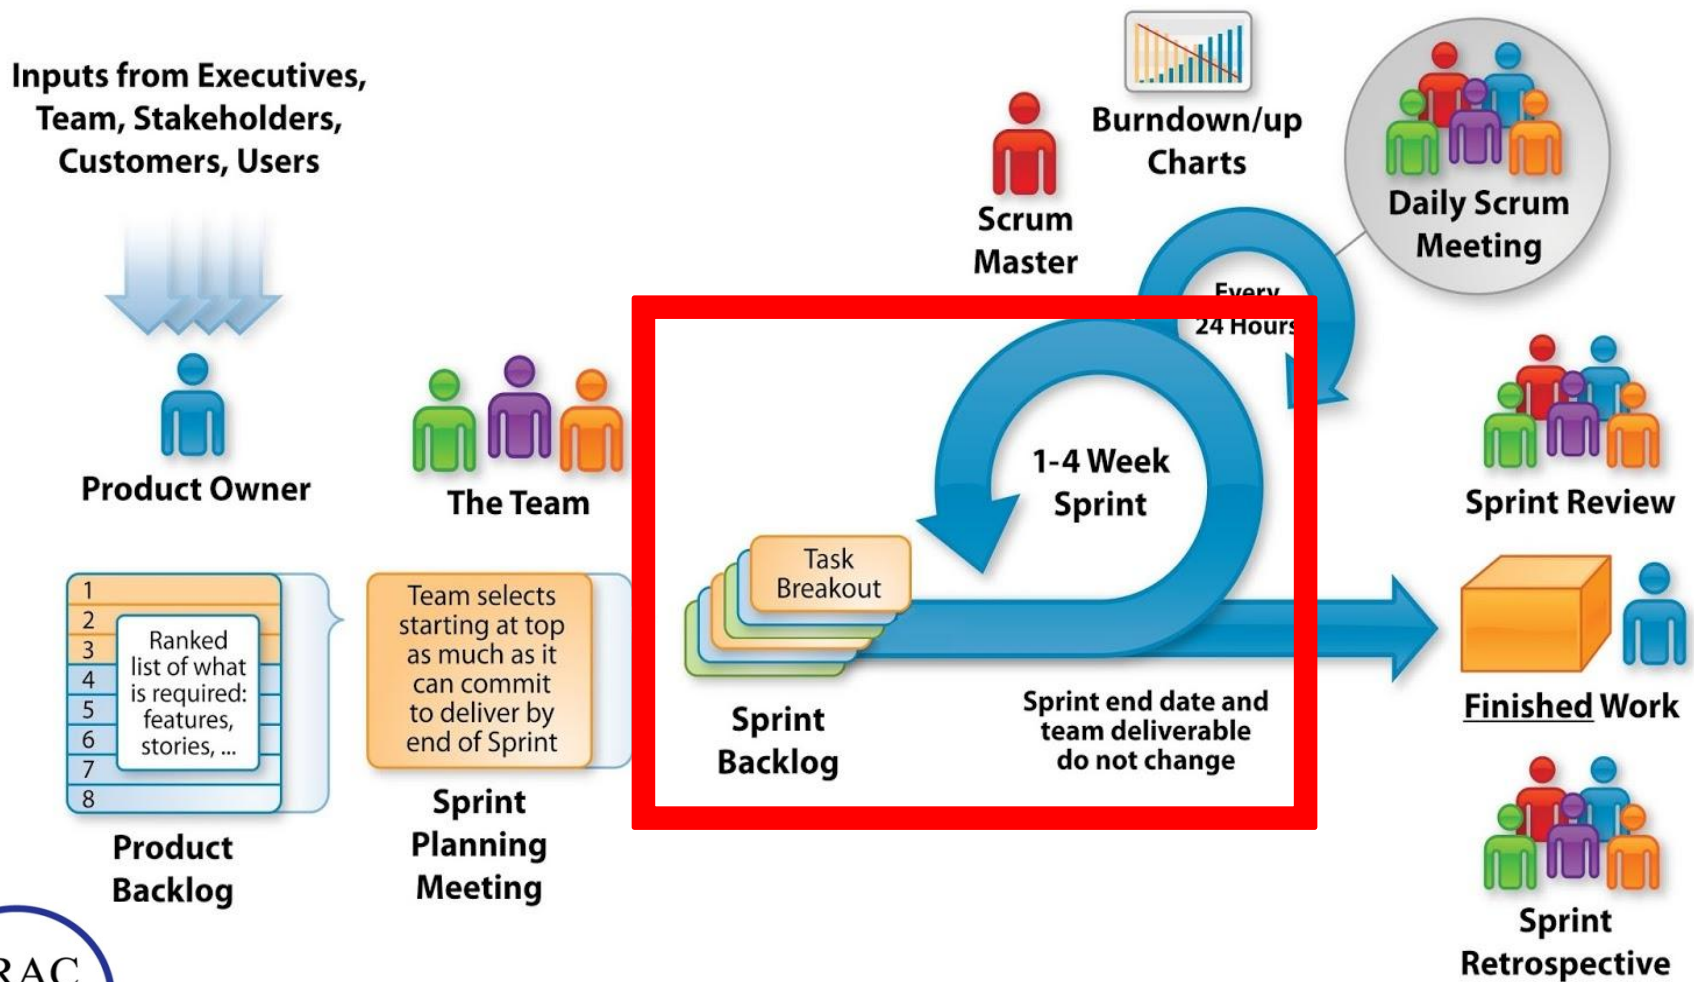 Inputs from Executives,
Team, Stakeholders,
Customers, Users
Product Owner
The Team
1
2
3
4
5
6
7
8
Ranked
list of what
is required:
features,
stories, ...
Product
Backlog
Team selects
starting at top
as much as it
can commit
to deliver by
end of Sprint
Sprint
Planning
Meeting
Task
Breakout
Sprint
Backlog
1-4 Week
Sprint
Sprint end date and
team deliverable
do not change
Scrum
Master
Burndown/up
Charts
Every
24 Hours
Daily Scrum
Meeting
Sprint Review
Finished Work
Sprint
Retrospective
RAC